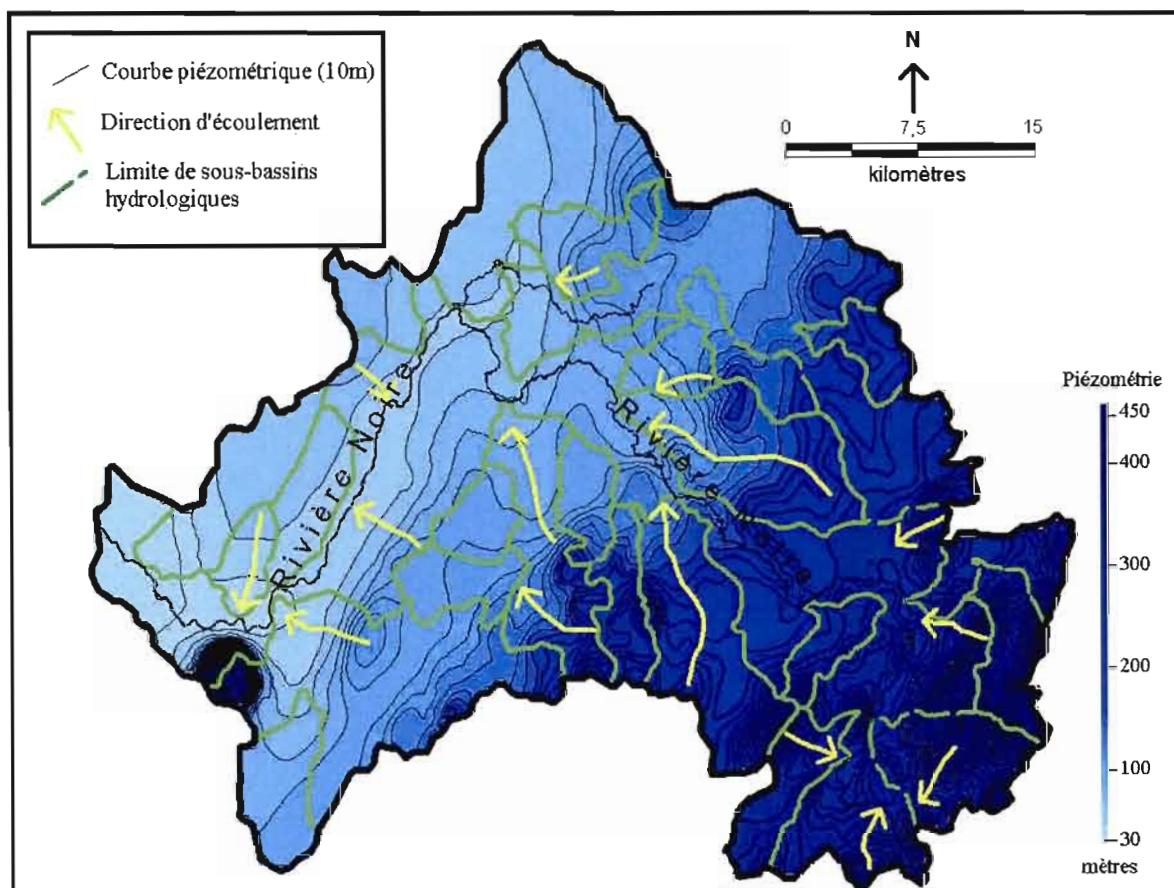 Courbe piézométrique (10m)
Direction d'écoulement
Limite de sous-bassins
hydrologiques
N
0 7,5 15
kilomètres
Rivière Noire
Rivière Noire
Piézométrie
450
400
300
200
100
30
mètres